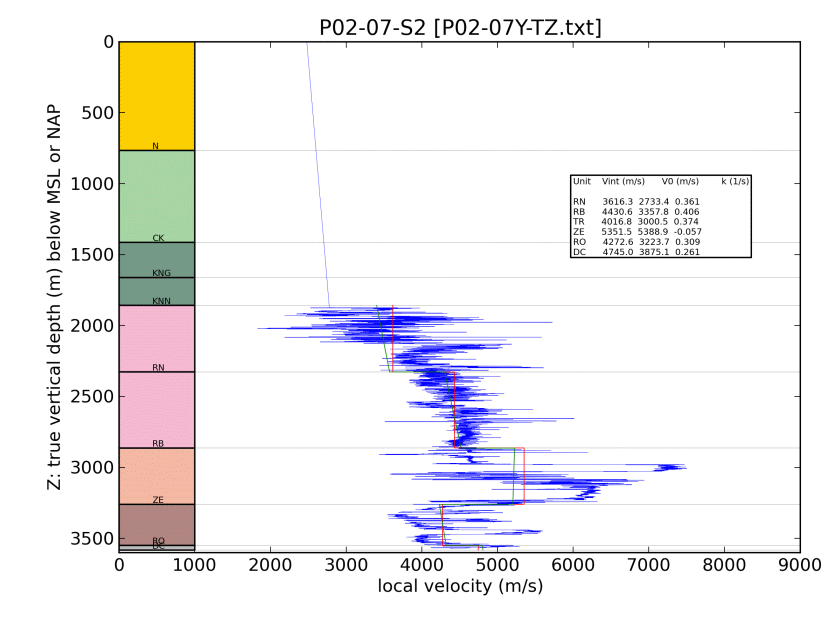 P02-07-S2 [P02-07Y-TZ.txt]
0
500
1000
1500
2000
2500
3000
3500
Z: true vertical depth (m) below MSL or NAP
N
CK
KNG
KNN
RN
RB
ZE
RO
DC
Unit Vint (m/s) V0 (m/s) k (1/s)
RN 3616.3 2733.4 0.361
RB 4430.6 3357.8 0.406
TR 4016.8 3000.5 0.374
ZE 5351.5 5388.9 -0.057
RO 4272.6 3223.7 0.309
DC 4745.0 3875.1 0.261
0 1000 2000 3000 4000 5000 6000 7000 8000 9000
local velocity (m/s)